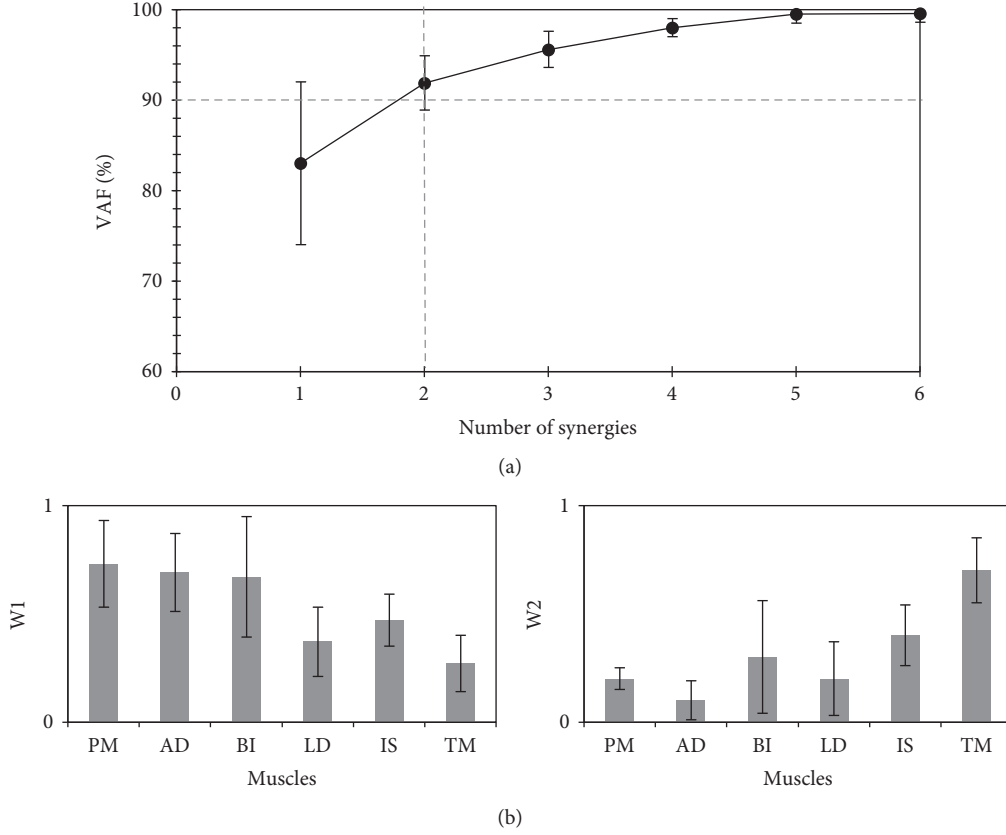 100
90
80
70
60
VAF (%)
0 1 2 3 4 5 6
Number of synergies
(a)
1
0
W1
PM AD BI LD IS TM
Muscles
1
0
W2
PM AD BI LD IS TM
Muscles
(b)